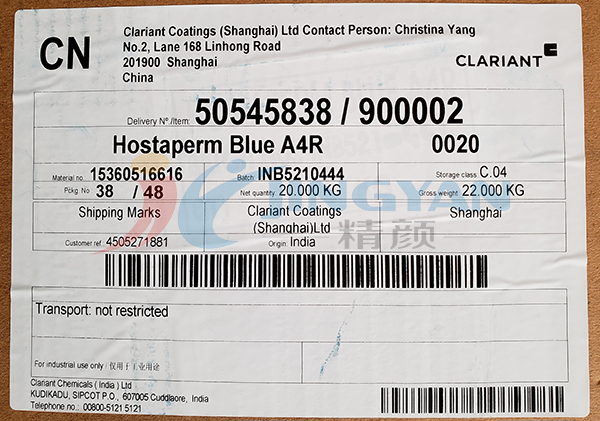 CN
Clariant Coatings (Shanghai) Ltd Contact Person: Christina Yang
No.2, Lane 168 Linhong Road
201900 Shanghai
China
CLARIANT
Delivery N°./Item: 50545838 / 900002
Hostaperm Blue A4R 0020
Material no. 15360516616 Batch INB5210444 Storage class C.04
Pckg No 38 / 48 Net quantity 20.000 KG Gross weight 22.000 KG
JINGYAN
精颜
Shipping Marks Clariant Coatings (Shanghai)Ltd Shanghai
Customer ref. 4505271881 Origin India
Transport: not restricted
For industrial use only / 仅用于工业用途
Clariant Chemicals ( India ) Ltd
KUDIKADU, SIPCOT P.O., 607005 Cuddlaore, India
Telephone no.: 00800-5121 5121